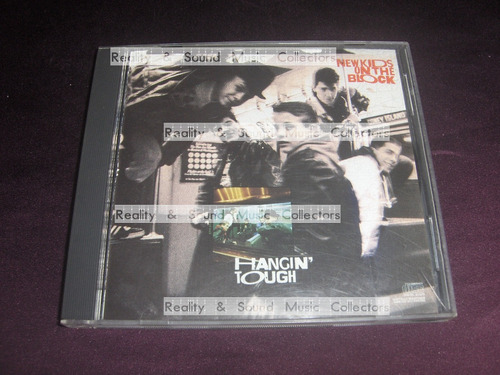 Reality & Sound Music Collectors
NEW KIDS
ON THE
BLOCK
Reality & Sound Music Collectors
Reality & Sound Music Collectors
HANGIN'
TOUGH
Reality & Sound Music Collectors